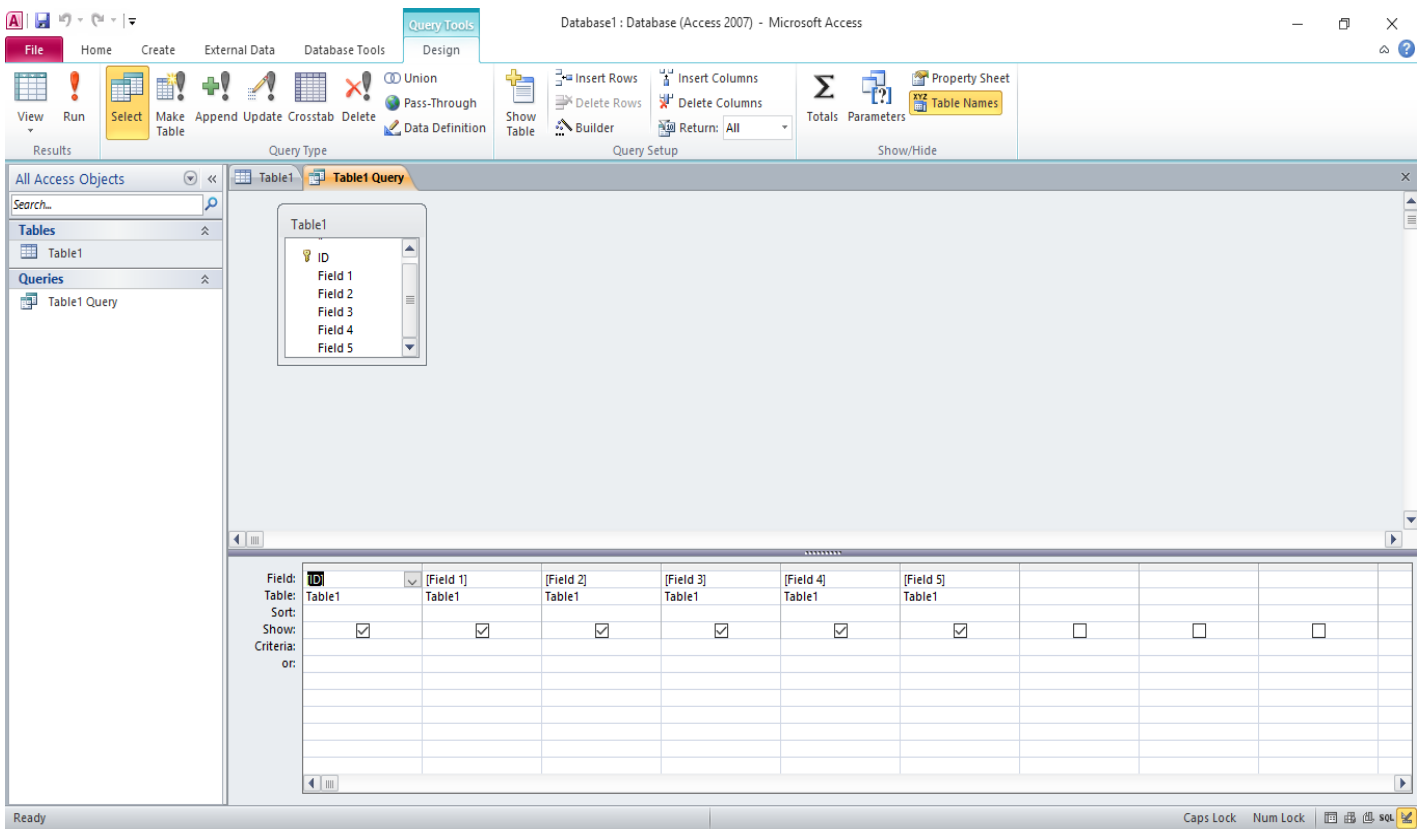 A Query Tools Database1 : Database (Access 2007) - Microsoft Access
File Home Create External Data Database Tools Design
View Run Select Make Table Append Update Crosstab Delete
Union
Pass-Through
Data Definition
Show Table
Insert Rows
Delete Rows
Builder
Insert Columns
Delete Columns
Return: All
Totals Parameters
Property Sheet
XYZ Table Names
Results Query Type Query Setup Show/Hide
All Access Objects
Search...
Tables
Table1
Queries
Table1 Query
Table1 Table1 Query
Table1
ID
Field 1
Field 2
Field 3
Field 4
Field 5
Field: [ID] [Field 1] [Field 2] [Field 3] [Field 4] [Field 5]
Table: Table1 Table1 Table1 Table1 Table1 Table1
Sort:
Show:
Criteria:
or:
Ready Caps Lock Num Lock SQL